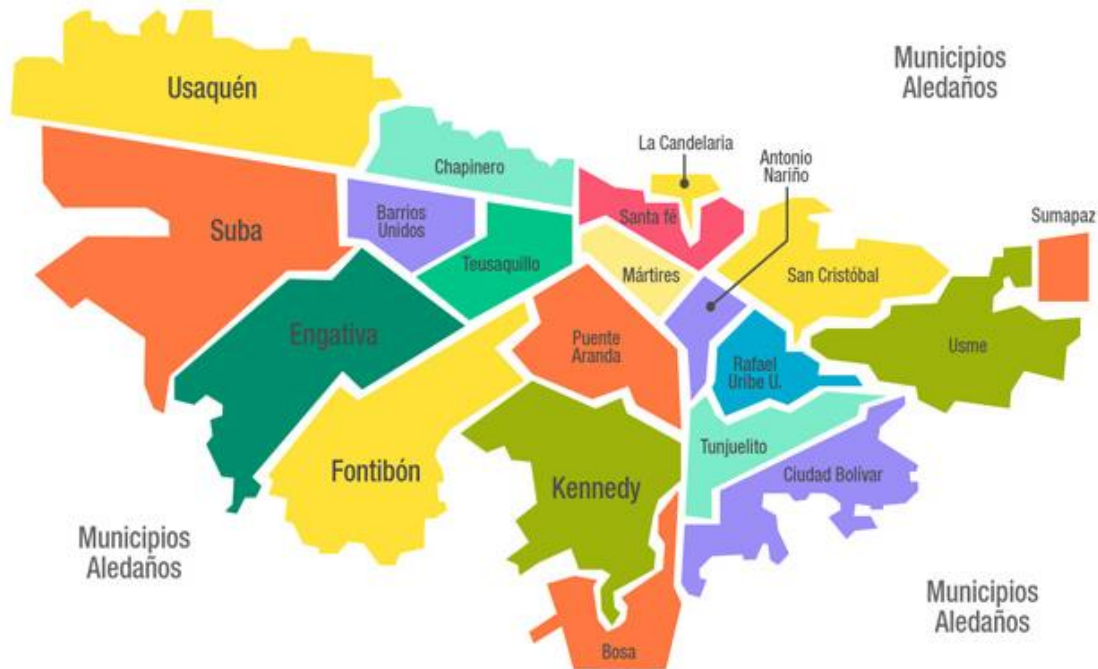 Municipios
Aledaños
Usaquén
La Candelaria
Antonio
Nariño
Chapinero
Santa fé
Sumapaz
Barrios
Unidos
Suba
Teusaquillo
Mártires
San Cristóbal
Engativa
Puente
Aranda
Rafael
Uribe U.
Usme
Tunjuelito
Fontibón
Kennedy
Ciudad Bolívar
Municipios
Aledaños
Municipios
Aledaños
Bosa